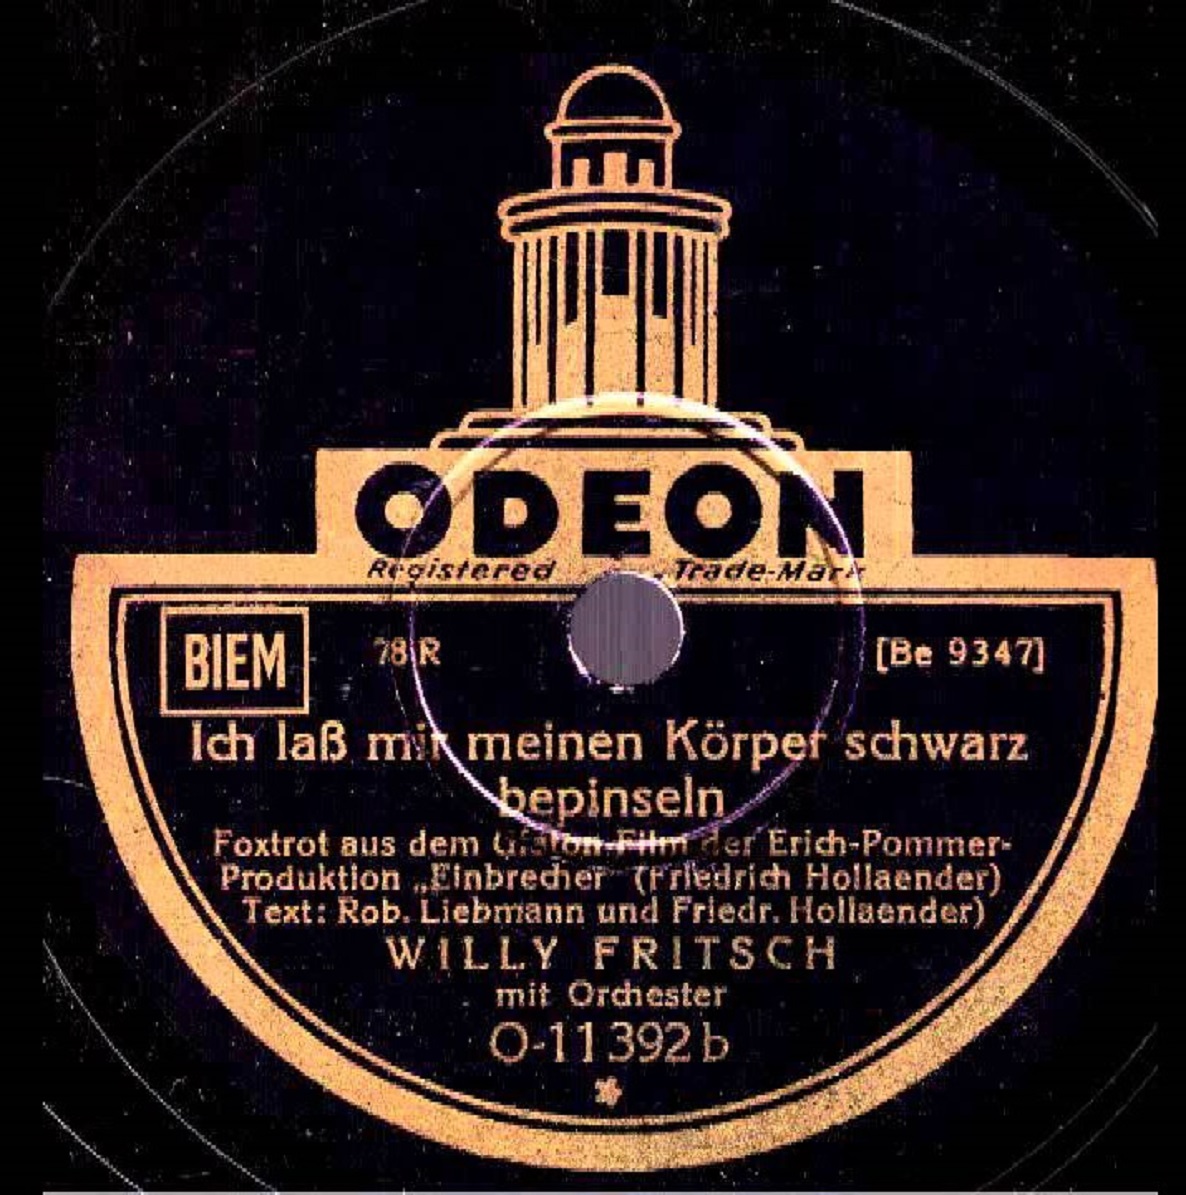 ODEON
Registered Trade-Mark
BIEM 78 R [Be 9347]
Ich laß mir meinen Körper schwarz
bepinseln
Foxtrot aus dem Film der Erich-Pommer-
Produktion „Einbrecher" (Friedrich Hollaender)
Text: Rob. Liebmann und Friedr. Hollaender)
WILLY FRITSCH
mit Orchester
O-11392b